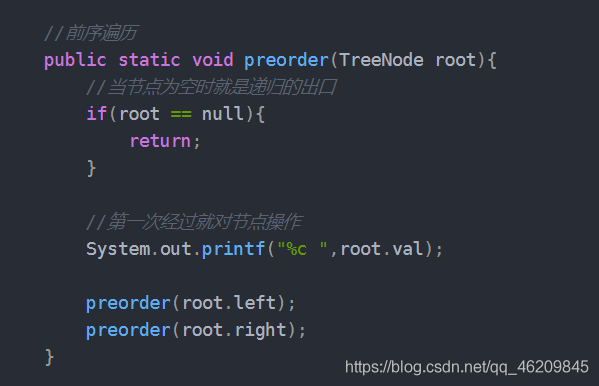 //前序遍历
public static void preorder(TreeNode root){
//当节点为空时就是递归的出口
if(root == null){
return;
}
//第一次经过就对节点操作
System.out.printf("%c ",root.val);
preorder(root.left);
preorder(root.right);
}
https://blog.csdn.net/qq_46209845